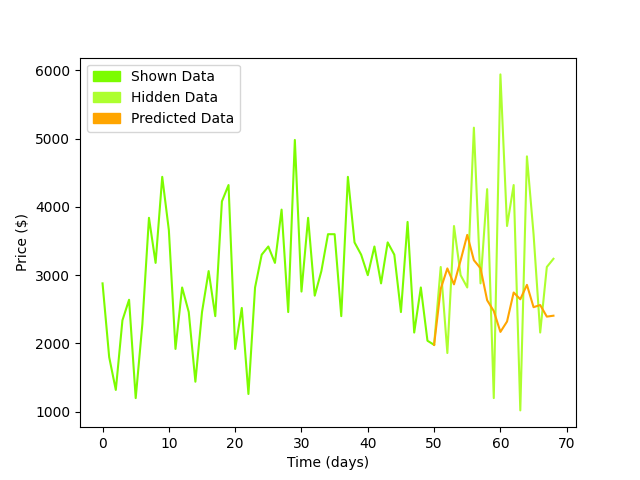 Shown Data
Hidden Data
Predicted Data
6000
5000
4000
3000
2000
1000
Price ($)
0 10 20 30 40 50 60 70
Time (days)